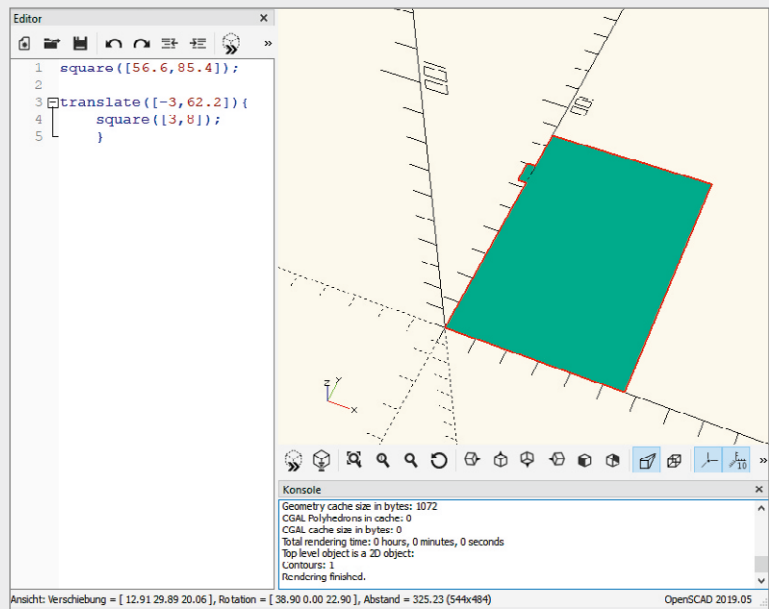 Editor
1 square([56.6,85.4]);
2
3 translate([-3,62.2]){
4 square([3,8]);
5 }
100
10
z
y
x
10
Konsole
Geometry cache size in bytes: 1072
CGAL Polyhedrons in cache: 0
CGAL cache size in bytes: 0
Total rendering time: 0 hours, 0 minutes, 0 seconds
Top level object is a 2D object:
Contours: 1
Rendering finished.
Ansicht: Verschiebung = [ 12.91 29.89 20.06 ], Rotation = [ 38.90 0.00 22.90 ], Abstand = 325.23 (544x484) OpenSCAD 2019.05